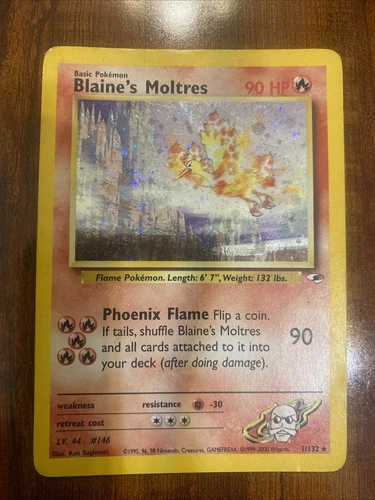 Basic Pokémon
Blaine's Moltres 90 HP
Flame Pokémon. Length: 6' 7", Weight: 132 lbs.
Phoenix Flame Flip a coin.
If tails, shuffle Blaine's Moltres
and all cards attached to it into
your deck (after doing damage).
90
weakness resistance -30
retreat cost
LV. 44 #146
Illus. Ken Sugimori ©1995, 96, 98 Nintendo, Creatures, GAMEFREAK ©1999-2000 Wizards. 1/132 ★